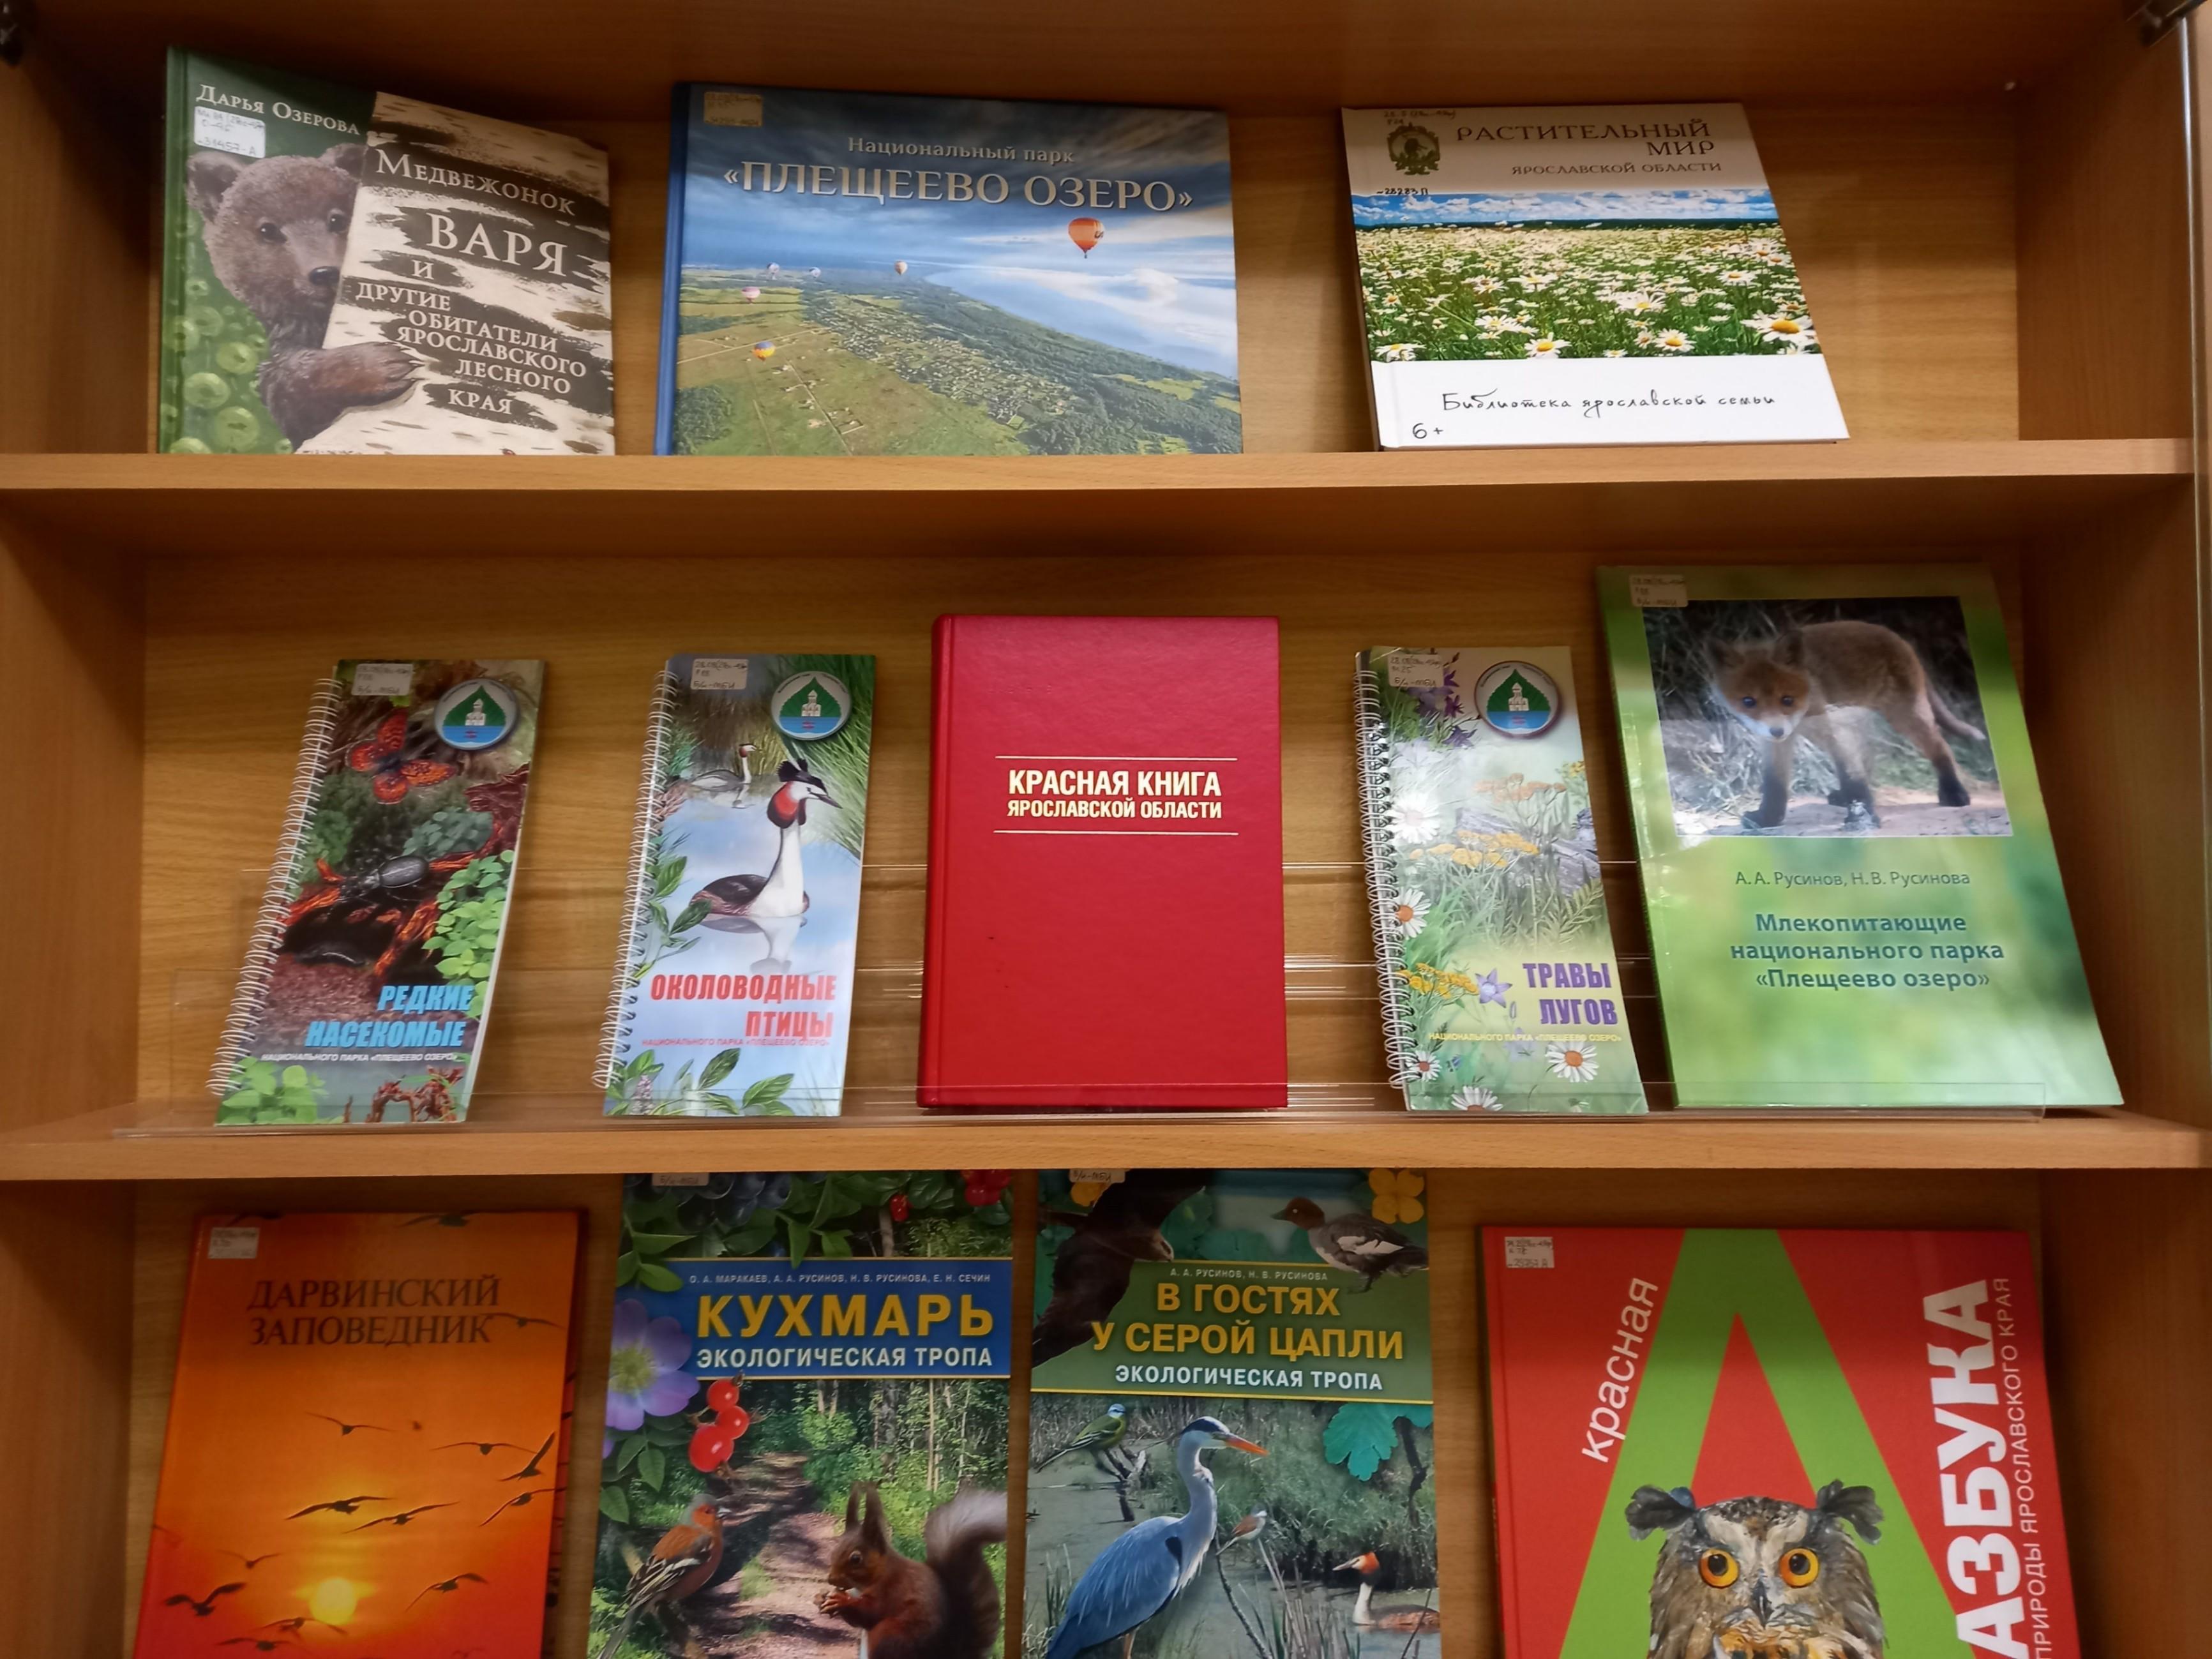 Дарья Озерова
Медвежонок
ВАРЯ
и
другие
обитатели
ярославского
лесного
края
Национальный парк
«ПЛЕЩЕЕВО ОЗЕРО»
РАСТИТЕЛЬНЫЙ
МИР
ЯРОСЛАВСКОЙ ОБЛАСТИ
-28283 П
Библиотека ярославской семьи
6+
РЕДКИЕ
НАСЕКОМЫЕ
НАЦИОНАЛЬНОГО ПАРКА «ПЛЕЩЕЕВО ОЗЕРО»
ОКОЛОВОДНЫЕ
ПТИЦЫ
НАЦИОНАЛЬНОГО ПАРКА «ПЛЕЩЕЕВО ОЗЕРО»
КРАСНАЯ КНИГА
ЯРОСЛАВСКОЙ ОБЛАСТИ
ТРАВЫ
ЛУГОВ
НАЦИОНАЛЬНОГО ПАРКА «ПЛЕЩЕЕВО ОЗЕРО»
А. А. Русинов, Н. В. Русинова
Млекопитающие
национального парка
«Плещеево озеро»
ДАРВИНСКИЙ
ЗАПОВЕДНИК
О. А. МАРАКАЕВ, А. А. РУСИНОВ, Н. В. РУСИНОВА, Е. Н. СЕЧИН
КУХМАРЬ
ЭКОЛОГИЧЕСКАЯ ТРОПА
А. А. РУСИНОВ, Н. В. РУСИНОВА
В ГОСТЯХ
У СЕРОЙ ЦАПЛИ
ЭКОЛОГИЧЕСКАЯ ТРОПА
красная
АЗБУКА
ПРИРОДЫ ЯРОСЛАВСКОГО КРАЯ